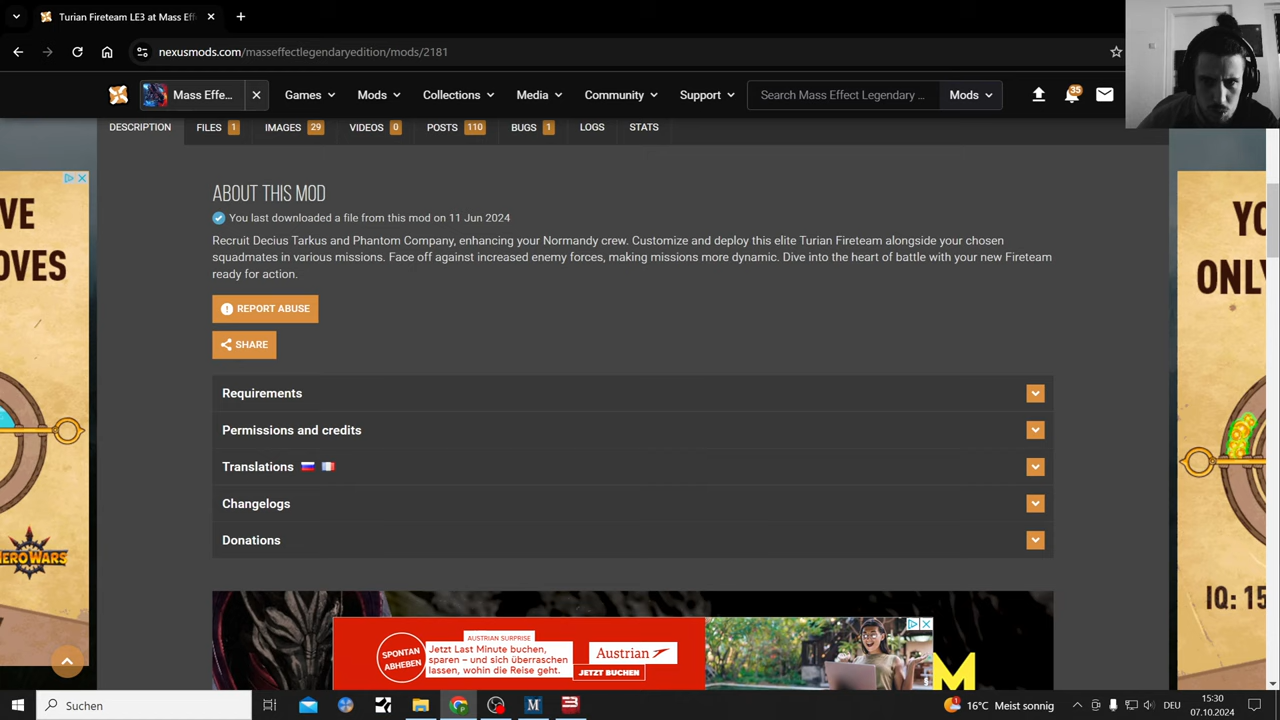 Turian Fireteam LE3 at Mass Eff
nexusmods.com/masseffectlegendaryedition/mods/2181
Mass Effe...
Games
Mods
Collections
Media
Community
Support
Search Mass Effect Legendary ...
Mods
35
DESCRIPTION
FILES 1
IMAGES 29
VIDEOS 0
POSTS 110
BUGS 1
LOGS
STATS
ABOUT THIS MOD
You last downloaded a file from this mod on 11 Jun 2024
Recruit Decius Tarkus and Phantom Company, enhancing your Normandy crew. Customize and deploy this elite Turian Fireteam alongside your chosen
squadmates in various missions. Face off against increased enemy forces, making missions more dynamic. Dive into the heart of battle with your new Fireteam
ready for action.
REPORT ABUSE
SHARE
Requirements
Permissions and credits
Translations
Changelogs
Donations
VE
OVES
HERO WARS
YO
ONLY
IQ: 15
SPONTAN
ABHEBEN
AUSTRIAN SURPRISE
Jetzt Last Minute buchen,
sparen – und sich überraschen
lassen, wohin die Reise geht.
Austrian
JETZT BUCHEN
M
Suchen
1
16°C Meist sonnig
DEU
15:30
07.10.2024